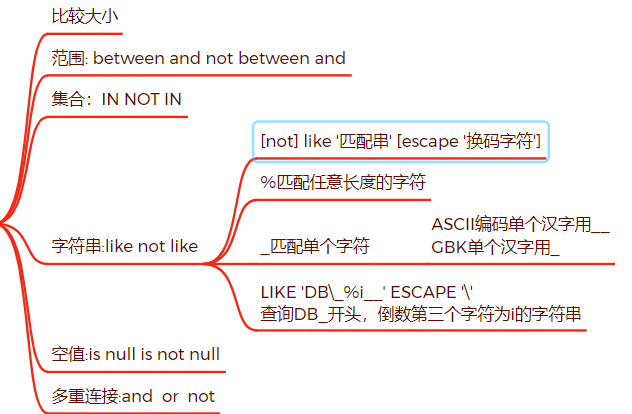 比较大小
范围: between and not between and
集合：IN NOT IN
字符串:like not like
[not] like '匹配串' [escape '换码字符']
%匹配任意长度的字符
_匹配单个字符
ASCII编码单个汉字用__
GBK单个汉字用_
LIKE 'DB\_%i__' ESCAPE '\'
查询DB_开头，倒数第三个字符为i的字符串
空值:is null is not null
多重连接:and or not